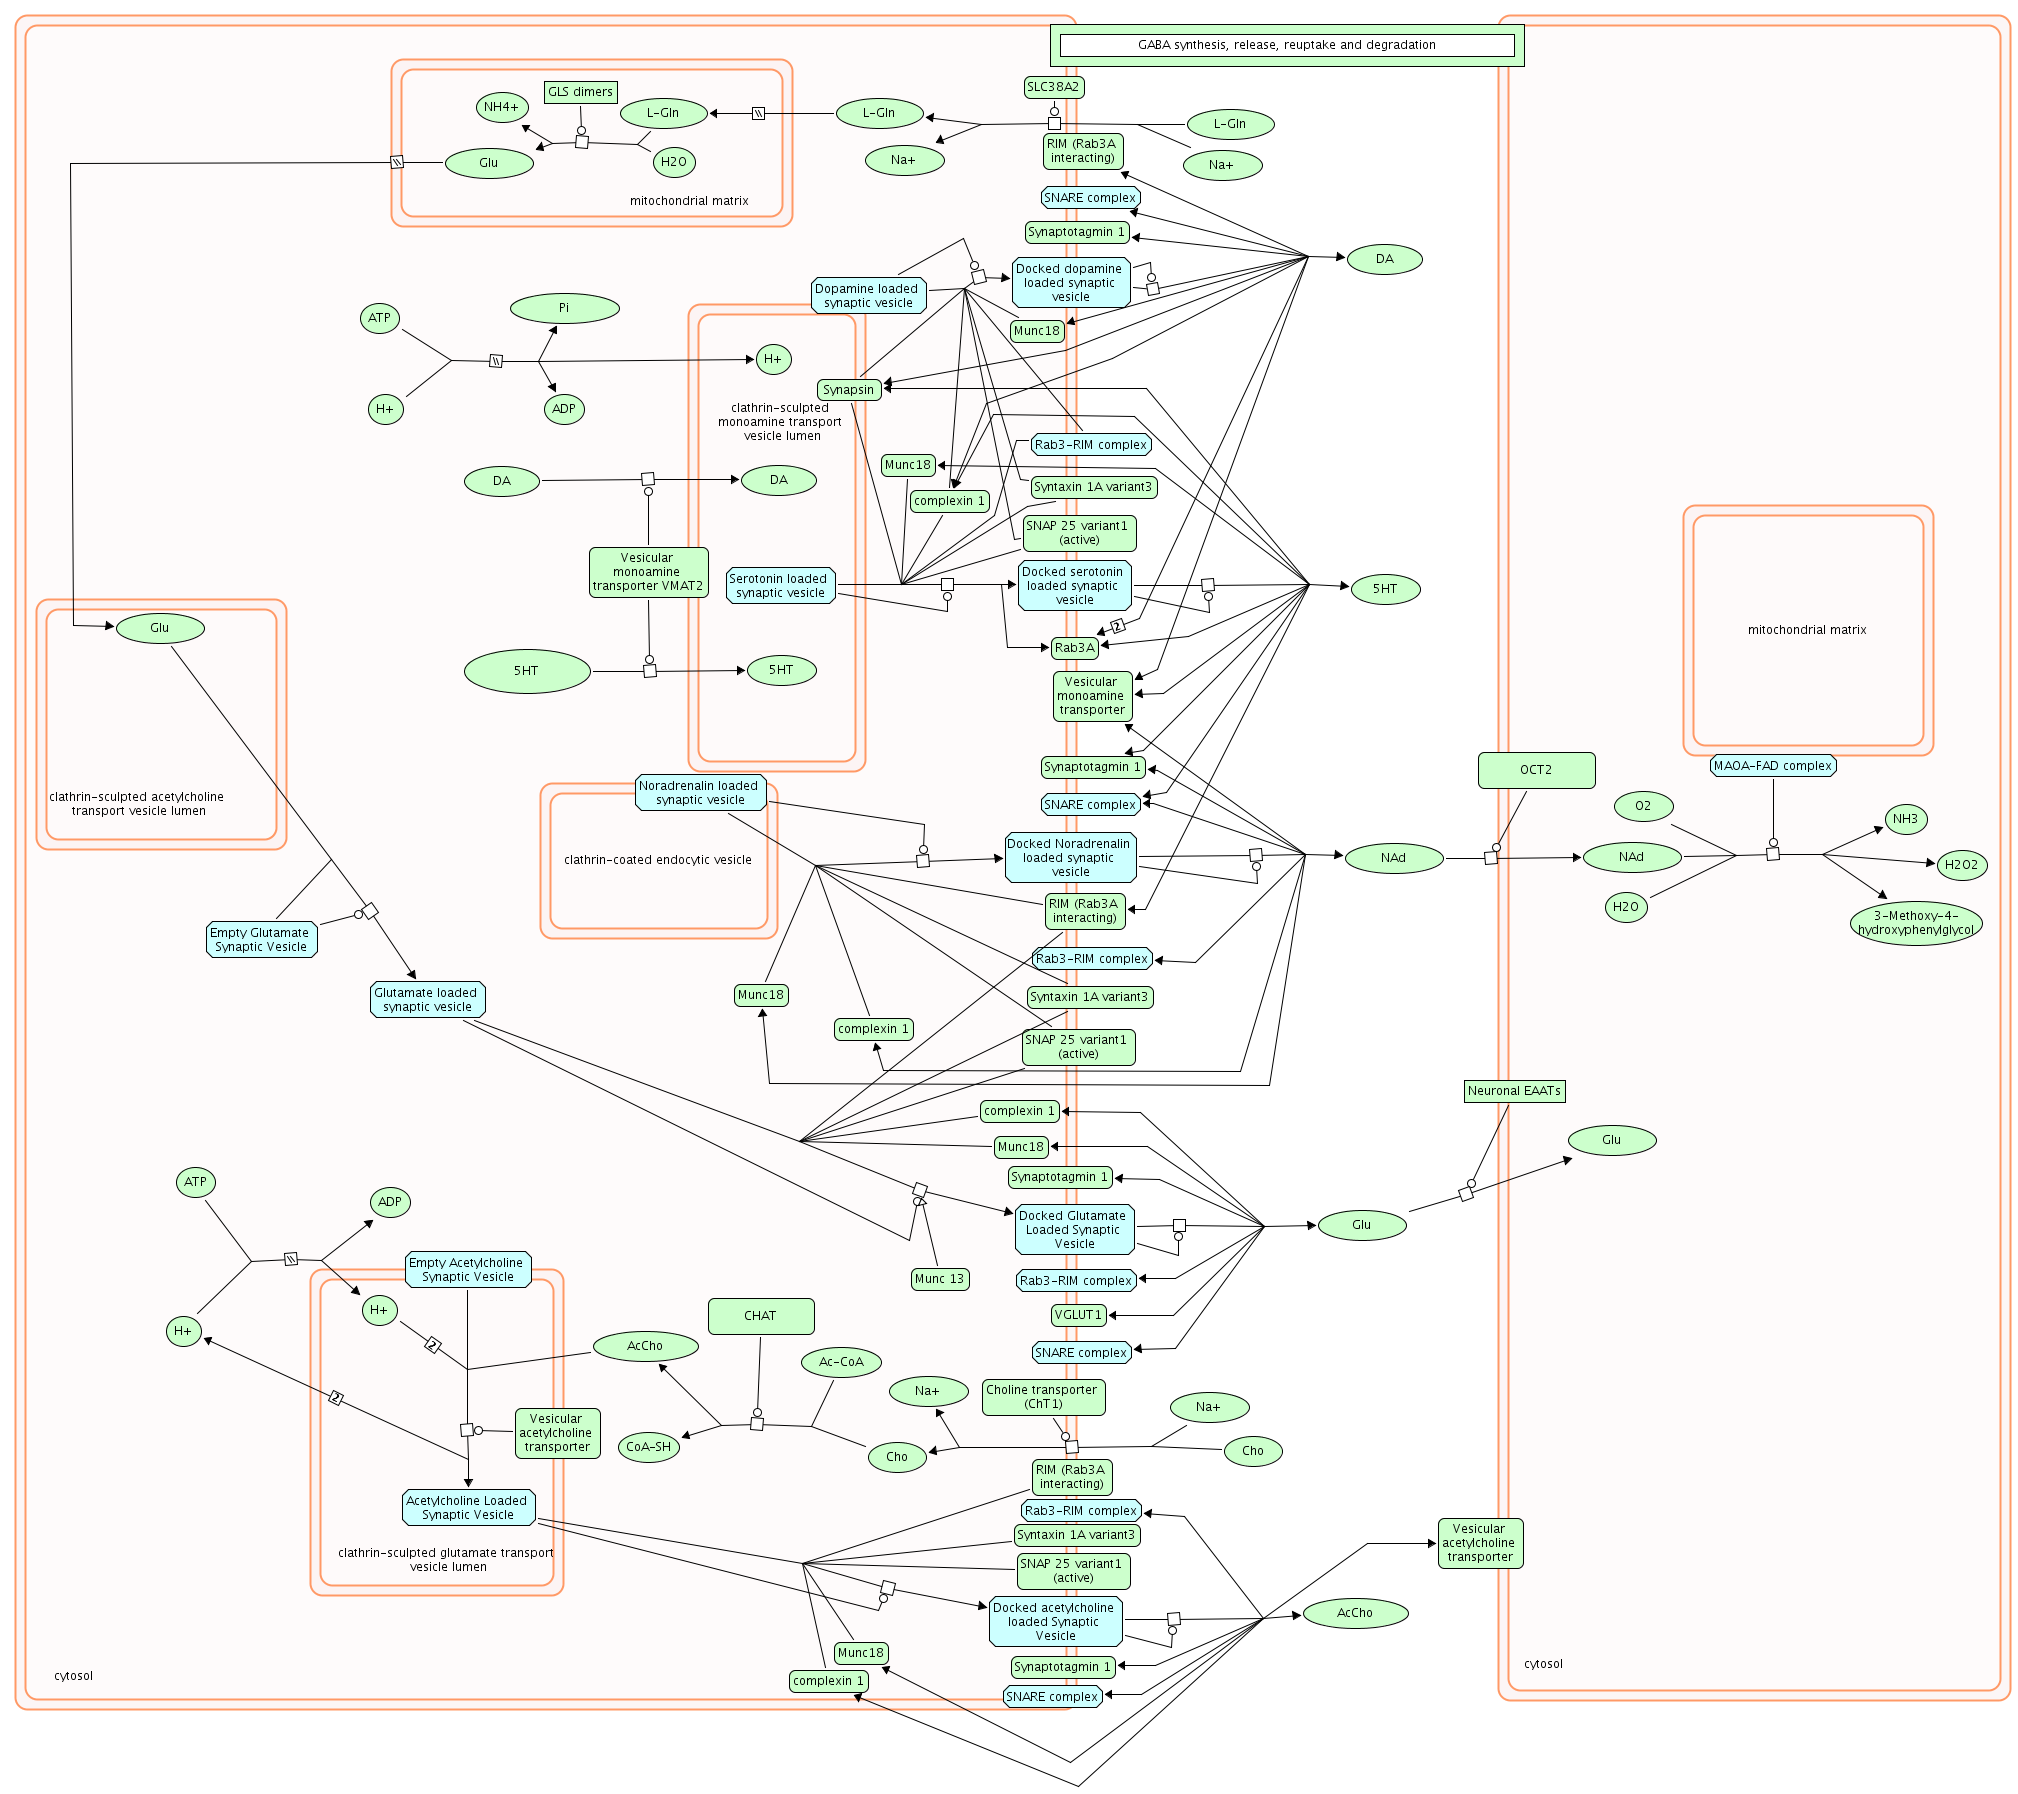 GABA synthesis, release, reuptake and degradation
SLC38A2
GLS dimers
NH4+
L-Gln
L-Gln
L-Gln
RIM (Rab3A
interacting)
Glu
H2O
Na+
Na+
mitochondrial matrix
SNARE complex
Synaptotagmin 1
DA
Docked dopamine
loaded synaptic
vesicle
Dopamine loaded
synaptic vesicle
Pi
ATP
Munc18
H+
Synapsin
H+
ADP
clathrin-sculpted
monoamine transport
vesicle lumen
Rab3-RIM complex
Munc18
DA
DA
Syntaxin 1A variant3
complexin 1
SNAP 25 variant1
(active)
Vesicular
monoamine
transporter VMAT2
Serotonin loaded
synaptic vesicle
Docked serotonin
loaded synaptic
vesicle
5HT
Glu
2
mitochondrial matrix
Rab3A
5HT
5HT
Vesicular
monoamine
transporter
Synaptotagmin 1
OCT2
MAOA-FAD complex
clathrin-sculpted acetylcholine
transport vesicle lumen
Noradrenalin loaded
synaptic vesicle
SNARE complex
O2
NH3
Docked Noradrenalin
loaded synaptic
vesicle
clathrin-coated endocytic vesicle
NAd
NAd
H2O2
RIM (Rab3A
interacting)
H2O
3-Methoxy-4-
hydroxyphenylglycol
Empty Glutamate
Synaptic Vesicle
Rab3-RIM complex
Glutamate loaded
synaptic vesicle
Munc18
Syntaxin 1A variant3
complexin 1
SNAP 25 variant1
(active)
Neuronal EAATs
complexin 1
Munc18
Glu
Synaptotagmin 1
ATP
ADP
Docked Glutamate
Loaded Synaptic
Vesicle
Glu
Empty Acetylcholine
Synaptic Vesicle
Munc 13
Rab3-RIM complex
H+
CHAT
VGLUT1
H+
2
AcCho
SNARE complex
Ac-CoA
2
Na+
Choline transporter
(ChT1)
Na+
Vesicular
acetylcholine
transporter
CoA-SH
Cho
Cho
RIM (Rab3A
interacting)
Acetylcholine Loaded
Synaptic Vesicle
Rab3-RIM complex
Syntaxin 1A variant3
Vesicular
acetylcholine
transporter
clathrin-sculpted glutamate transport
vesicle lumen
SNAP 25 variant1
(active)
Docked acetylcholine
loaded Synaptic
Vesicle
AcCho
Munc18
Synaptotagmin 1
cytosol
cytosol
complexin 1
SNARE complex